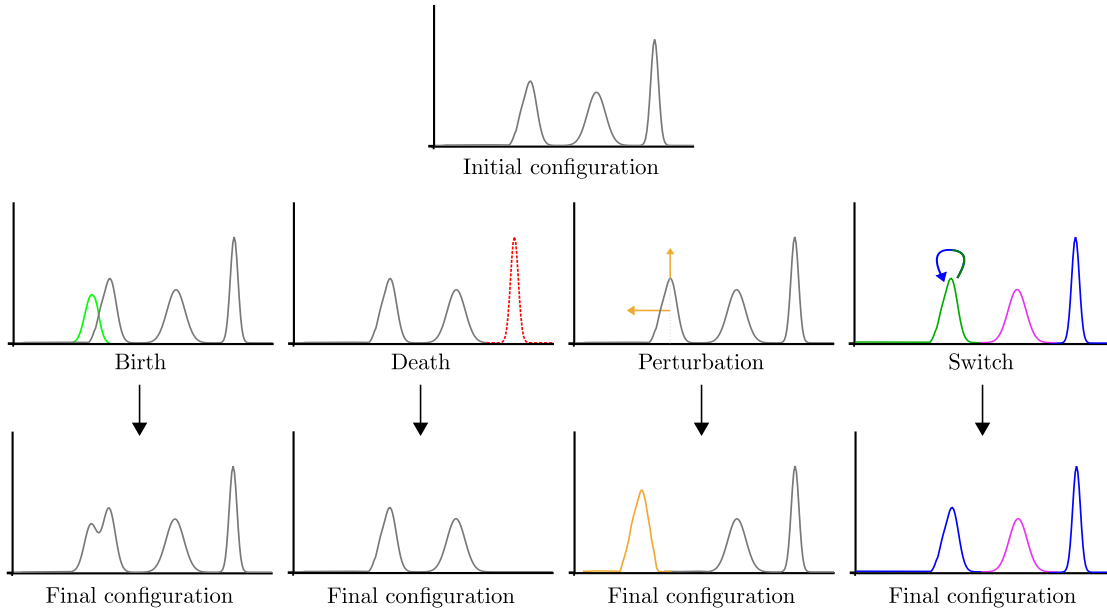 Initial configuration
Birth
Death
Perturbation
Switch
Final configuration
Final configuration
Final configuration
Final configuration